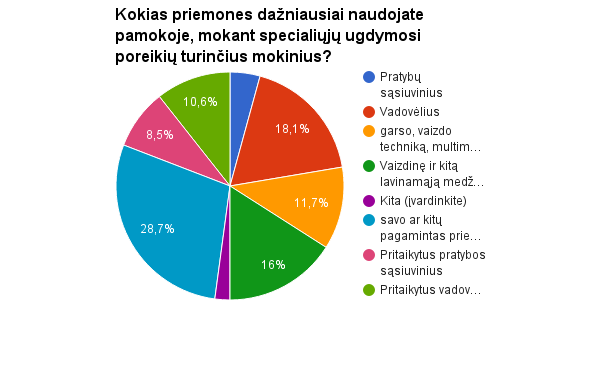 Kokias priemones dažniausiai naudojate
pamokoje, mokant specialiųjų ugdymosi
poreikių turinčius mokinius?
10,6%
18,1%
8,5%
11,7%
28,7%
16%
Pratybų
sąsiuvinius
Vadovėlius
garso, vaizdo
techniką, multim…
Vaizdinę ir kitą
lavinamąją medž…
Kita (įvardinkite)
savo ar kitų
pagamintas prie…
Pritaikytus pratybos
sąsiuvinius
Pritaikytus vadov…